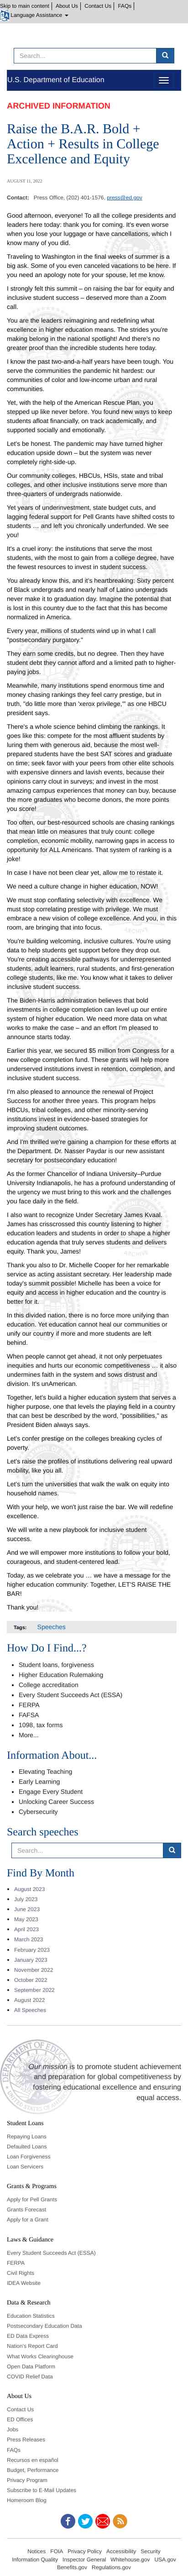 Skip to main content | About Us | Contact Us | FAQs |
Language Assistance
Search...
U.S. Department of Education
ARCHIVED INFORMATION
Raise the B.A.R. Bold +
Action + Results in College
Excellence and Equity
AUGUST 11, 2022
Contact: Press Office, (202) 401-1576, press@ed.gov
Good afternoon, everyone! To all the college presidents and
leaders here today: thank you for coming. It's even worse
when you lose your luggage or have cancellations, which I
know many of you did.
Traveling to Washington in the final weeks of summer is a
big ask. Some of you even canceled vacations to be here. If
you need an apology note for your families, let me know.
I strongly felt this summit – on raising the bar on equity and
inclusive student success – deserved more than a Zoom
call.
You are the leaders reimagining and redefining what
excellence in higher education means. The strides you're
making belong in the national spotlight! And there's no
greater proof than the incredible students here today.
I know the past two-and-a-half years have been tough. You
were the communities the pandemic hit hardest: our
communities of color and low-income urban and rural
communities.
Yet, with the help of the American Rescue Plan, you
stepped up like never before. You found new ways to keep
students afloat financially, on track academically, and
supported socially and emotionally.
Let's be honest. The pandemic may have turned higher
education upside down – but the system was never
completely right-side-up.
Our community colleges, HBCUs, HSIs, state and tribal
colleges, and other inclusive institutions serve more than
three-quarters of undergraduates nationwide.
Yet years of underinvestment, state budget cuts, and
lagging federal support for Pell Grants have shifted costs to
students … and left you chronically underfunded. We see
you!
It's a cruel irony: the institutions that serve the most
students, with the most to gain from a college degree, have
the fewest resources to invest in student success.
You already know this, and it's heartbreaking: Sixty percent
of Black undergrads and nearly half of Latino undergrads
never make it to graduation. Imagine the potential that's
being lost in our country due to the fact that this has become
normalized in America.
Every year, millions of students wind up in what I call
"postsecondary purgatory."
They earn some credits, but no degree. Then they have
student debt they cannot afford and a limited path to higher-
paying jobs.
Meanwhile, many institutions spend enormous time and
money chasing rankings they feel carry prestige, but in
truth, "do little more than 'xerox privilege,'" as one HBCU
president says.
There's a whole science behind climbing the rankings. It
goes like this: Compete for the most affluent students by
luring them with generous aid, because the most well-
prepared students have the best SAT scores and graduate
on time; Seek favor from your peers from other elite schools
with expensive dinners and lavish events, because their
opinion carries clout in surveys; and invest in the most
amazing campus experiences that money can buy, because
the more graduates who become donors, the more points
you score!
Too often, our best-resourced schools are chasing rankings
that mean little on measures that truly count: college
completion, economic mobility, narrowing gaps in access to
opportunity for ALL Americans. That system of ranking is a
joke!
In case I have not been clear yet, allow me to restate it.
We need a culture change in higher education, NOW!
We must stop conflating selectivity with excellence. We
must stop correlating prestige with privilege. We must
embrace a new vision of college excellence. And you, in this
room, are bringing that into focus.
You're building welcoming, inclusive cultures. You're using
data to help students get support before they drop out.
You're creating accessible pathways for working adults,
students, adult learners, rural students, and first-generation
college students, like me. You know what it takes to deliver
inclusive student success.
The Biden-Harris Administration believes that bold
investments in college completion can level up our entire
system of higher education. We need more data on what
works to make the case – and an effort I'm pleased to
announce starts today.
Earlier this year, we secured $5 million from Congress for a
new college completion fund. These grants will help more
underresourced institutions invest in retention, completion and
inclusive student success.
I'm also pleased to announce the renewal of Project
Success for another three years. This program helps
HBCUs, tribal colleges, and other minority-serving
institutions invest in evidence-based strategies for
improving student outcomes.
And I'm thrilled we're gaining a champion for these efforts at
the Department. Dr. Nasser Paydar is our new assistant
secretary for postsecondary education!
As the former Chancellor of Indiana University–Purdue
University Indianapolis, he has a profound understanding of
the urgency we must bring to this work and the challenges
you face daily in the field.
I also want to recognize Under Secretary James Kvaal.
James has crisscrossed this country listening to higher
education leaders and students in order to shape a higher
education agenda that truly lifts students and delivers
equity. Thank you, James!
Thank you also to Dr. Michelle Cooper for her remarkable
service as acting assistant secretary. Her leadership made
today's summit possible! Michelle has been a voice for
equity and access in higher education and the country is
better for it.
In this divided nation, there is no force more unifying than
education. Yet education cannot heal our communities or
unify our country if large numbers of students are left
behind.
When people cannot get ahead, it not only perpetuates
inequities and hurts our economic competitiveness … it also
undermines faith in the system and sows distrust and
division. It's unAmerican.
Together, let's build a higher education system that serves a
higher purpose: one that levels the playing field in a country
that can best be described by the word, "possibilities," as
President Biden always says.
Let's confer prestige on the colleges breaking cycles of
poverty.
Let's raise the profiles of institutions delivering real upward
mobility, like you all.
Let's turn the universities that walk the walk on equity into
household names.
With your help, we won't just raise the bar. We will redefine
excellence.
We will write a new playbook for inclusive student
success.
And we will empower more institutions to follow your bold,
courageous, and student-centered lead.
Today, as we celebrate you … we have a message for the
higher education community: Together, LET'S RAISE THE
BAR!
Thank you!
Tags: Speeches
How Do I Find...?
Student loans, forgiveness
Higher Education Rulemaking
College accreditation
Every Student Succeeds Act (ESSA)
FERPA
FAFSA
1098, tax forms
More...
Information About...
Elevating Teaching
Early Learning
Engage Every Student
Unlocking Career Success
Cybersecurity
Search speeches
Search...
Find By Month
August 2023
July 2023
June 2023
May 2023
April 2023
March 2023
February 2023
January 2023
November 2022
October 2022
September 2022
August 2022
All Speeches
Our mission is to promote student achievement
and preparation for global competitiveness by
fostering educational excellence and ensuring
equal access.
Student Loans
Repaying Loans
Defaulted Loans
Loan Forgiveness
Loan Servicers
Grants & Programs
Apply for Pell Grants
Grants Forecast
Apply for a Grant
Laws & Guidance
Every Student Succeeds Act (ESSA)
FERPA
Civil Rights
IDEA Website
Data & Research
Education Statistics
Postsecondary Education Data
ED Data Express
Nation's Report Card
What Works Clearinghouse
Open Data Platform
COVID Relief Data
About Us
Contact Us
ED Offices
Jobs
Press Releases
FAQs
Recursos en español
Budget, Performance
Privacy Program
Subscribe to E-Mail Updates
Homeroom Blog
Notices FOIA Privacy Policy Accessibility Security
Information Quality Inspector General Whitehouse.gov USA.gov
Benefits.gov Regulations.gov